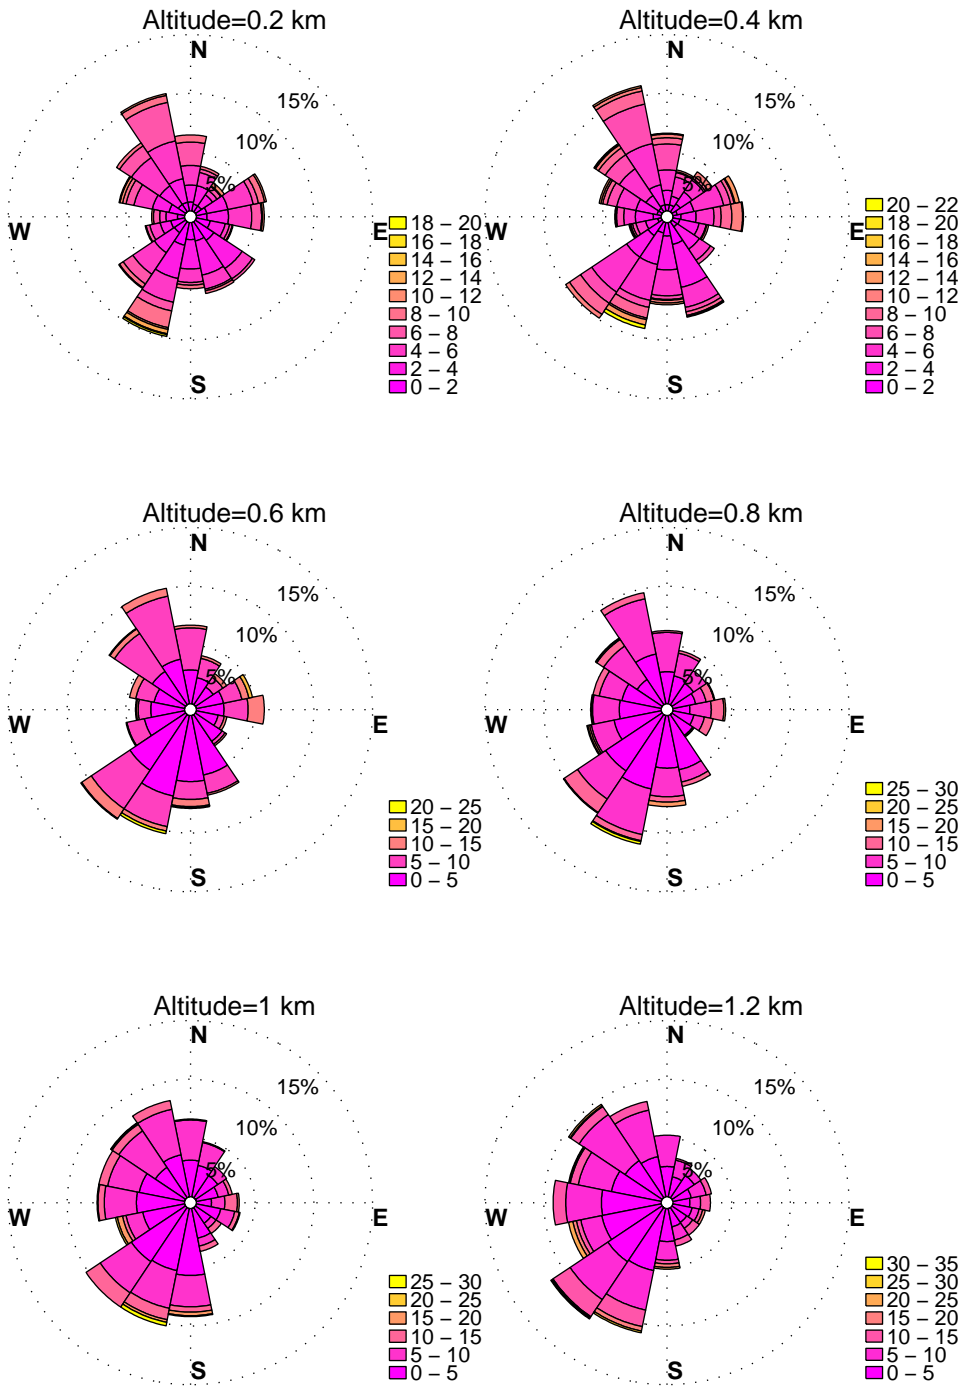 Altitude=0.2 km
N
15%
10%
5%
W
E
S
18 – 20
16 – 18
14 – 16
12 – 14
10 – 12
8 – 10
6 – 8
4 – 6
2 – 4
0 – 2
Altitude=0.4 km
N
15%
10%
5%
W
E
S
20 – 22
18 – 20
16 – 18
14 – 16
12 – 14
10 – 12
8 – 10
6 – 8
4 – 6
2 – 4
0 – 2
Altitude=0.6 km
N
15%
10%
5%
W
E
S
20 – 25
15 – 20
10 – 15
5 – 10
0 – 5
Altitude=0.8 km
N
15%
10%
5%
W
E
S
25 – 30
20 – 25
15 – 20
10 – 15
5 – 10
0 – 5
Altitude=1 km
N
15%
10%
5%
W
E
S
25 – 30
20 – 25
15 – 20
10 – 15
5 – 10
0 – 5
Altitude=1.2 km
N
15%
10%
5%
W
E
S
30 – 35
25 – 30
20 – 25
15 – 20
10 – 15
5 – 10
0 – 5